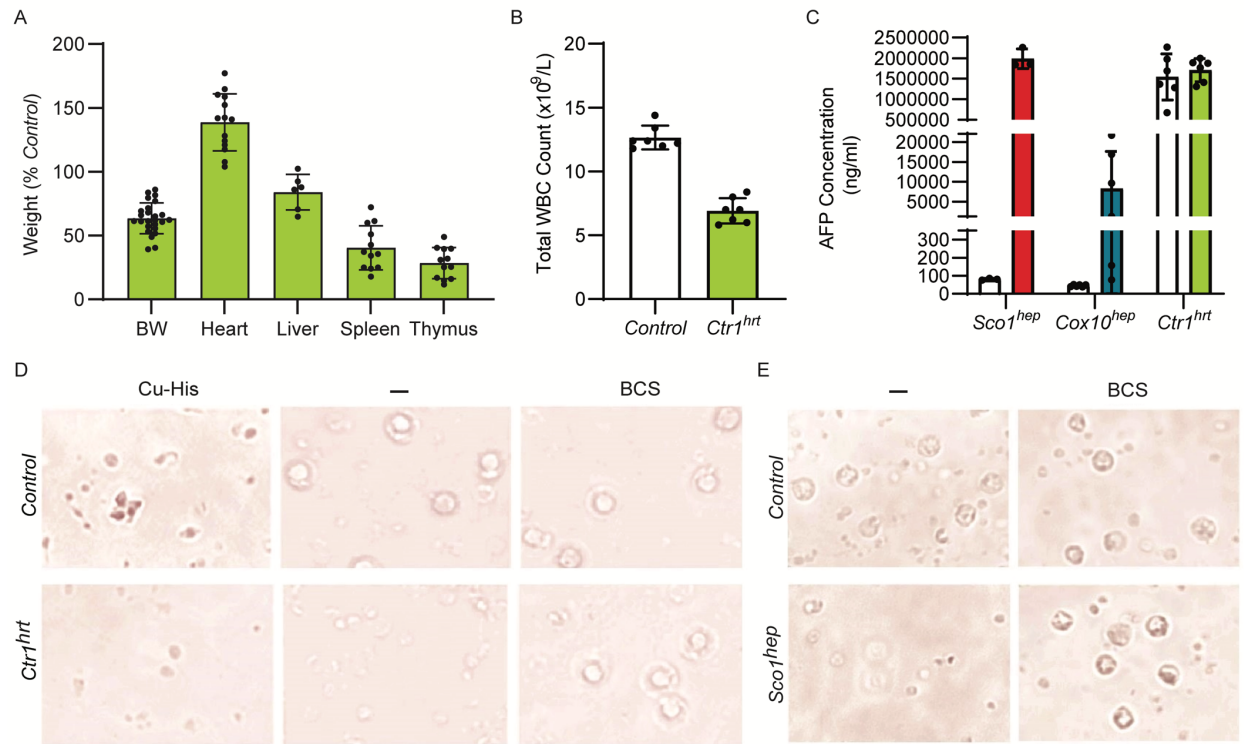 A
Weight (% Control)
200
150
100
50
0
BW Heart Liver Spleen Thymus
B
Total WBC Count (x10⁹/L)
20
15
10
5
0
Control Ctr1ʰʳᵗ
C
AFP Concentration
(ng/ml)
2500000
2000000
1500000
1000000
500000
20000
15000
10000
5000
300
200
100
0
Sco1ʰᵉᵖ Cox10ʰᵉᵖ Ctr1ʰʳᵗ
D
Cu-His — BCS
Control
Ctr1ʰʳᵗ
E
— BCS
Control
Sco1ʰᵉᵖ